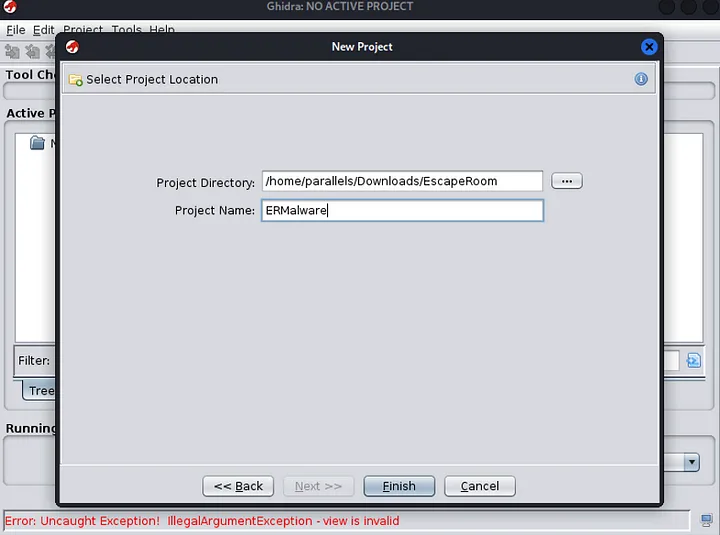 Ghidra: NO ACTIVE PROJECT
File Edit Project Tools Help
New Project
Select Project Location
Tool Che
Active P
N
Project Directory: /home/parallels/Downloads/EscapeRoom ...
Project Name: ERMalware
Filter:
Tree
Running
<< Back Next >> Finish Cancel
Error: Uncaught Exception! IllegalArgumentException - view is invalid